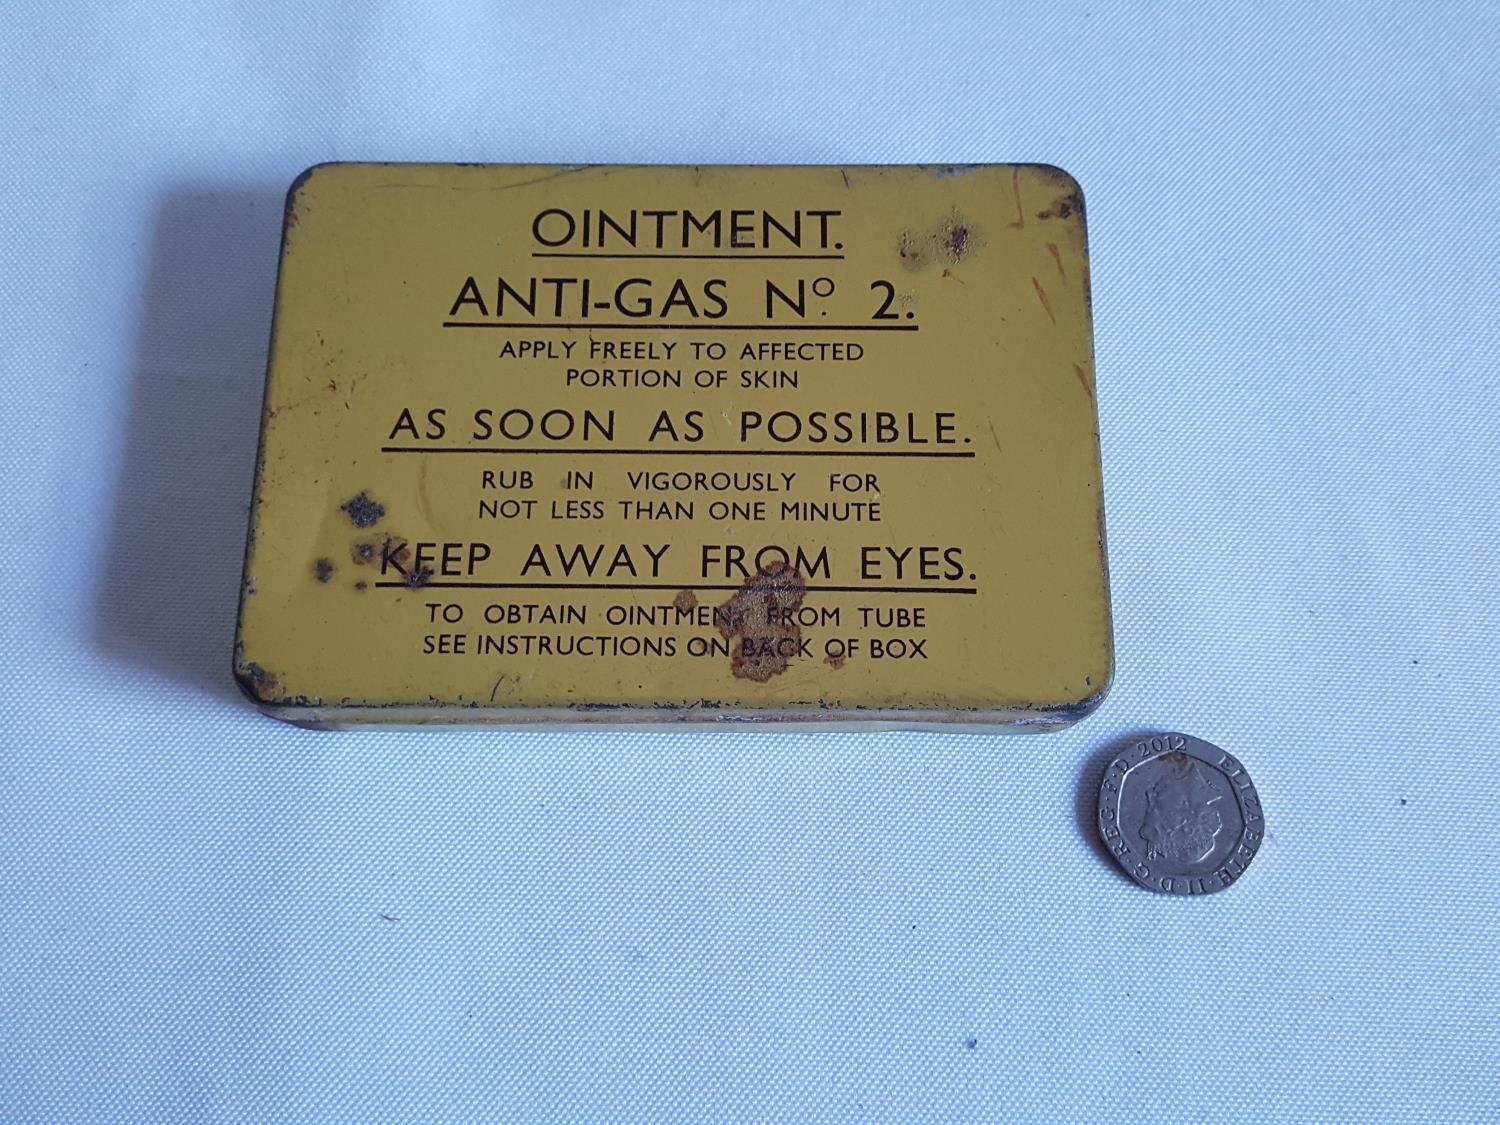 OINTMENT.
ANTI-GAS Nº 2.
APPLY FREELY TO AFFECTED
PORTION OF SKIN
AS SOON AS POSSIBLE.
RUB IN VIGOROUSLY FOR
NOT LESS THAN ONE MINUTE
KEEP AWAY FROM EYES.
TO OBTAIN OINTMENT FROM TUBE
SEE INSTRUCTIONS ON BACK OF BOX
ELIZABETH·II·D·G·REG·F·D·2012